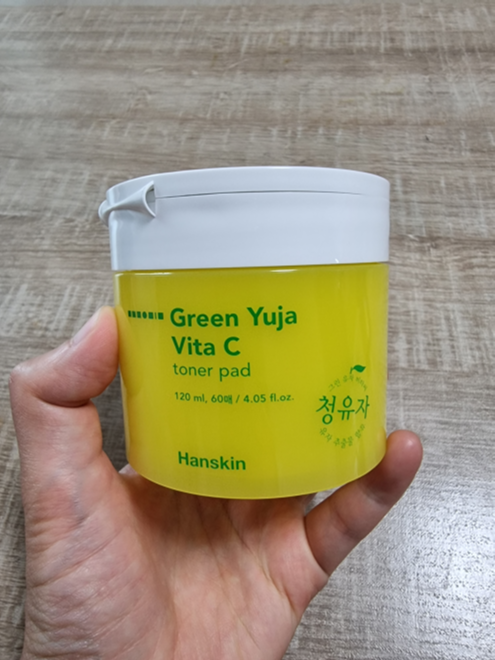 Green Yuja
Vita C
toner pad
120 ml, 60매 / 4.05 fl.oz.
청유자
Hanskin